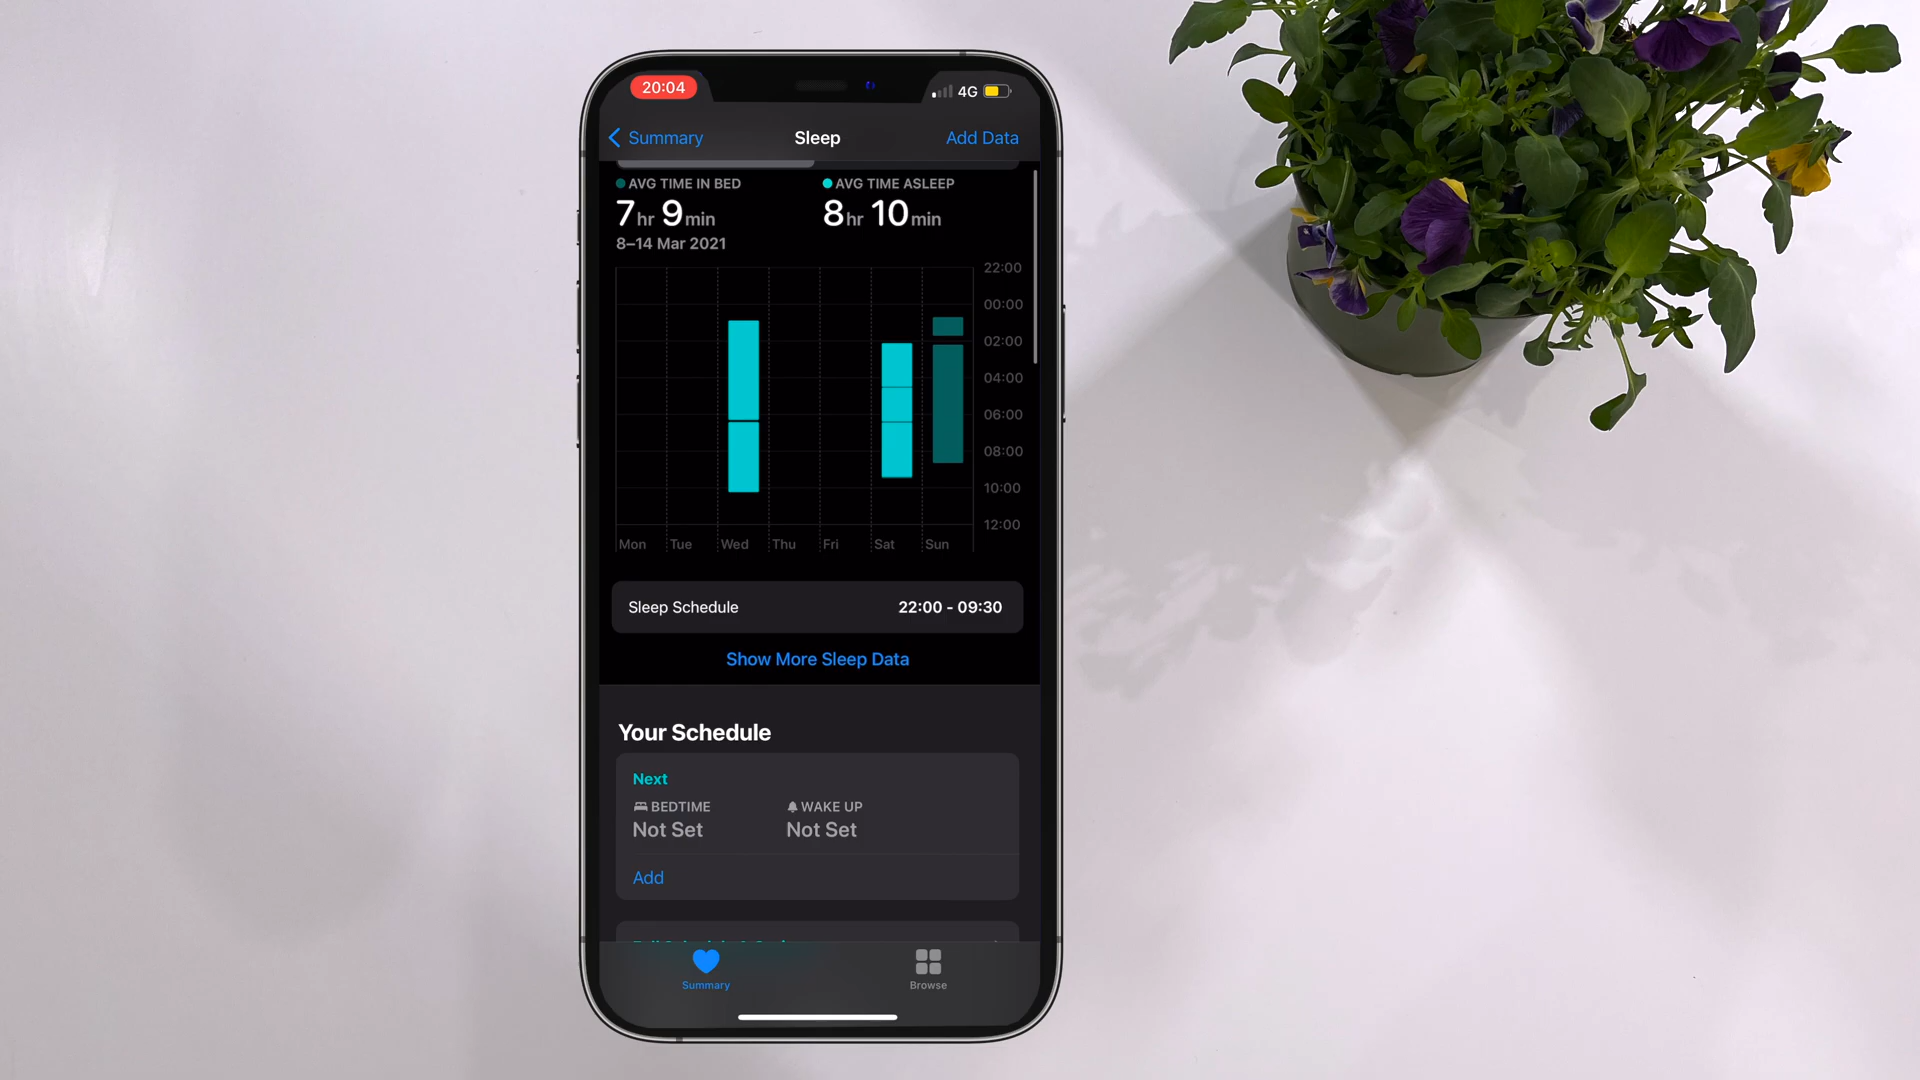 20:04
4G
Summary
Sleep
Add Data
AVG TIME IN BED
AVG TIME ASLEEP
7 hr 9 min
8 hr 10 min
8–14 Mar 2021
22:00
00:00
02:00
04:00
06:00
08:00
10:00
12:00
Mon Tue Wed Thu Fri Sat Sun
Sleep Schedule
22:00 - 09:30
Show More Sleep Data
Your Schedule
Next
BEDTIME
WAKE UP
Not Set
Not Set
Add
Summary
Browse